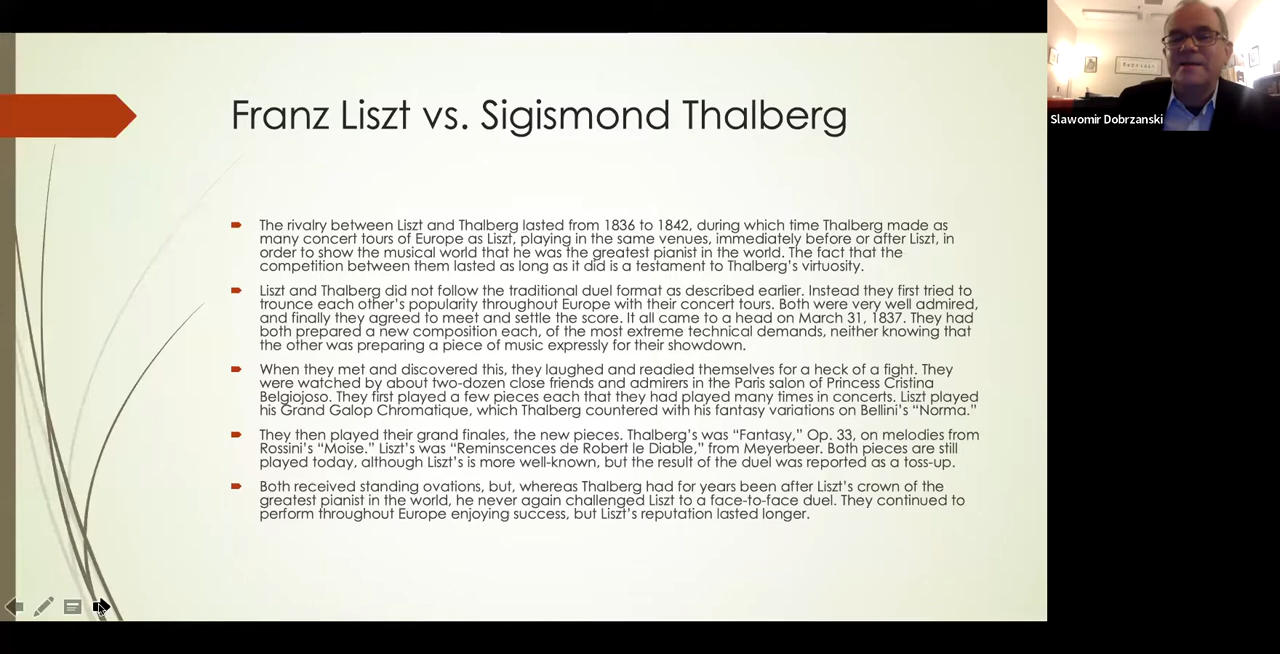 Franz Liszt vs. Sigismond Thalberg
Slawomir Dobrzanski
The rivalry between Liszt and Thalberg lasted from 1836 to 1842, during which time Thalberg made as
many concert tours of Europe as Liszt, playing in the same venues, immediately before or after Liszt, in
order to show the musical world that he was the greatest pianist in the world. The fact that the
competition between them lasted as long as it did is a testament to Thalberg's virtuosity.
Liszt and Thalberg did not follow the traditional duel format as described earlier. Instead they first tried to
trounce each other's popularity throughout Europe with their concert tours. Both were very well admired,
and finally they agreed to meet and settle the score. It all came to a head on March 31, 1837. They had
both prepared a new composition each, of the most extreme technical demands, neither knowing that
the other was preparing a piece of music expressly for their showdown.
When they met and discovered this, they laughed and readied themselves for a heck of a fight. They
were watched by about two-dozen close friends and admirers in the Paris salon of Princess Cristina
Belgiojoso. They first played a few pieces each that they had played many times in concerts. Liszt played
his Grand Galop Chromatique, which Thalberg countered with his fantasy variations on Bellini's "Norma."
They then played their grand finales, the new pieces. Thalberg's was "Fantasy," Op. 33, on melodies from
Rossini's "Moise." Liszt's was "Reminscences de Robert le Diable," from Meyerbeer. Both pieces are still
played today, although Liszt's is more well-known, but the result of the duel was reported as a toss-up.
Both received standing ovations, but, whereas Thalberg had for years been after Liszt's crown of the
greatest pianist in the world, he never again challenged Liszt to a face-to-face duel. They continued to
perform throughout Europe enjoying success, but Liszt's reputation lasted longer.